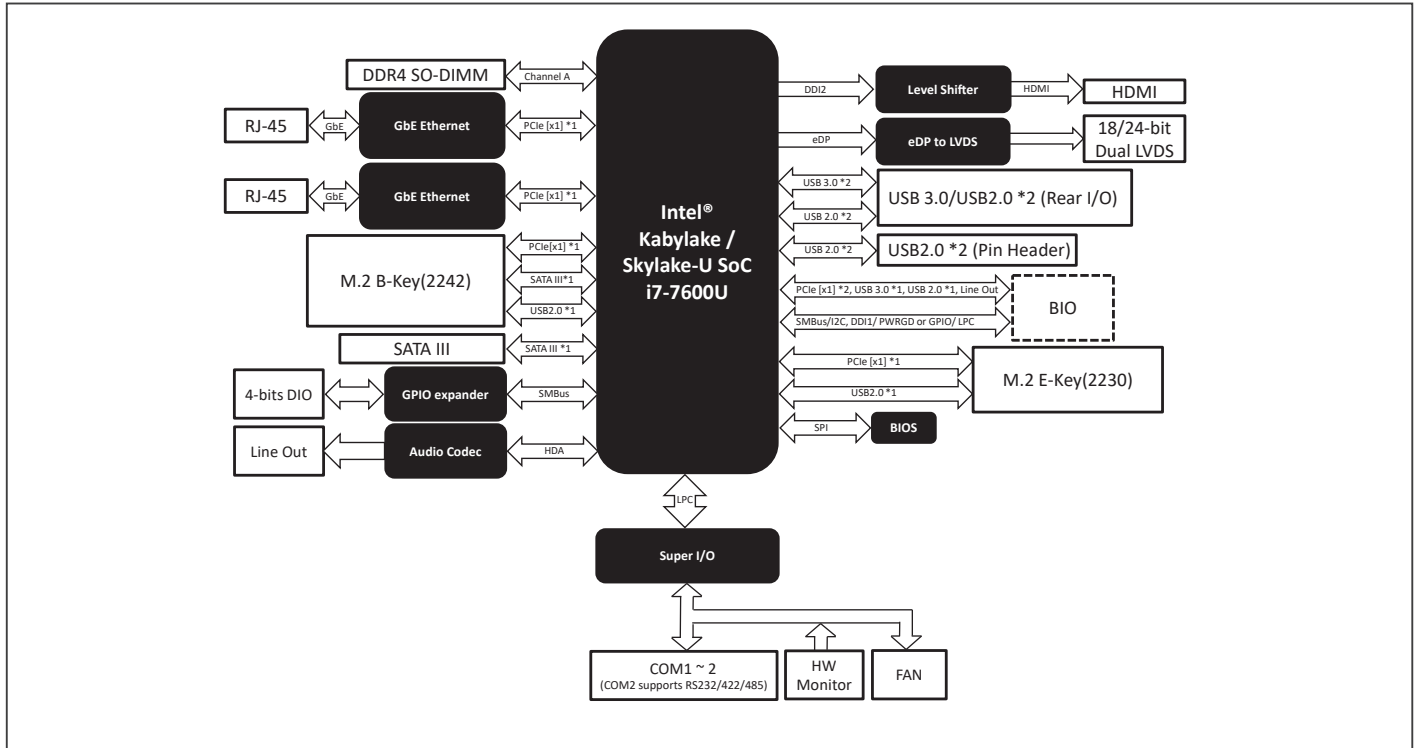 DDR4 SO-DIMM
Channel A
RJ-45
GbE
GbE Ethernet
PCIe [x1] *1
RJ-45
GbE
GbE Ethernet
PCIe [x1] *1
M.2 B-Key(2242)
PCIe[x1] *1
SATA III*1
USB2.0 *1
SATA III
SATA III *1
4-bits DIO
GPIO expander
SMBus
Line Out
Audio Codec
HDA
Intel®
Kabylake /
Skylake-U SoC
i7-7600U
DDI2
Level Shifter
HDMI
HDMI
eDP
eDP to LVDS
18/24-bit
Dual LVDS
USB 3.0 *2
USB 2.0 *2
USB 3.0/USB2.0 *2 (Rear I/O)
USB 2.0 *2
USB2.0 *2 (Pin Header)
PCIe [x1] *2, USB 3.0 *1, USB 2.0 *1, Line Out
SMBus/I2C, DDI1/ PWRGD or GPIO/ LPC
BIO
PCIe [x1] *1
USB2.0 *1
M.2 E-Key(2230)
SPI
BIOS
LPC
Super I/O
COM1 ~ 2
(COM2 supports RS232/422/485)
HW
Monitor
FAN